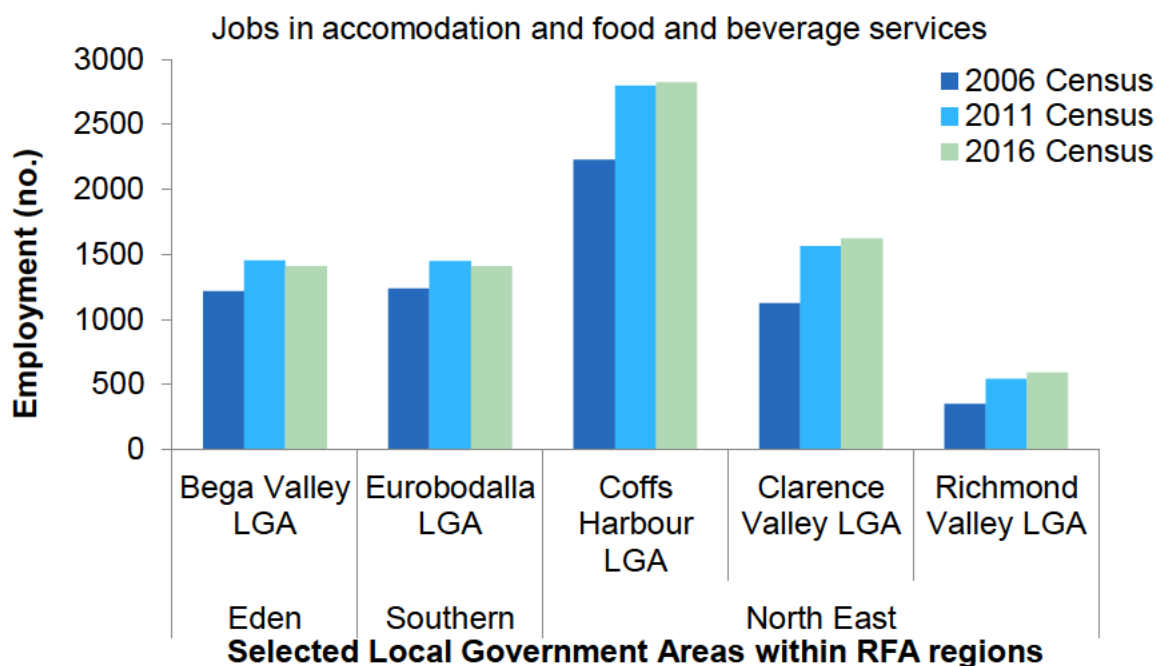 Jobs in accomodation and food and beverage services
3000
2500
2000
1500
1000
500
0
Employment (no.)
2006 Census
2011 Census
2016 Census
Bega Valley
LGA
Eurobodalla
LGA
Coffs
Harbour
LGA
Clarence
Valley LGA
Richmond
Valley LGA
Eden
Southern
North East
Selected Local Government Areas within RFA regions